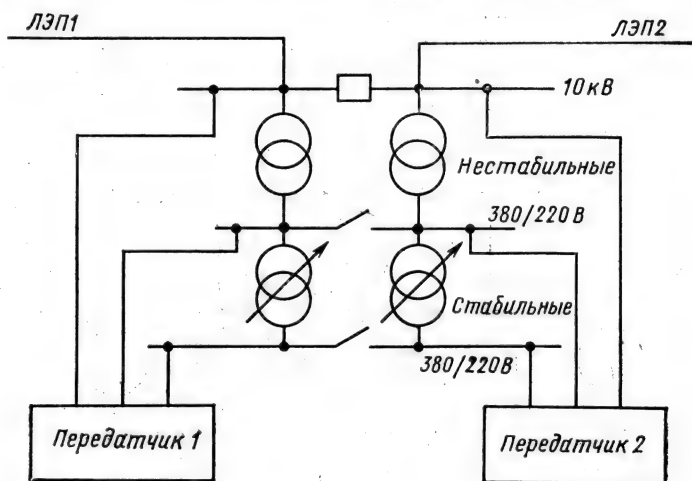 ЛЭП1
ЛЭП2
10кВ
Нестабильные
380/220 В
Стабильные
380/220В
Передатчик 1
Передатчик 2